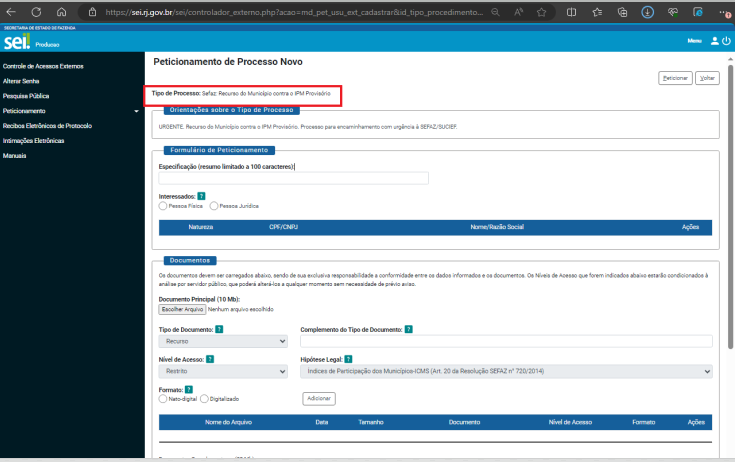 https://sei.rj.gov.br/sei/controlador_externo.php?acao=md_pet_usu_ext_cadastrar&id_tipo_procedimento...
SECRETARIA DE ESTADO DE FAZENDA
sei! Producao
Menu
Controle de Acessos Externos
Alterar Senha
Pesquisa Pública
Peticionamento
Recibos Eletrônicos de Protocolo
Intimações Eletrônicas
Manuais
Peticionamento de Processo Novo
Peticionar Voltar
Tipo de Processo: Sefaz: Recurso do Município contra o IPM Provisório
Orientações sobre o Tipo de Processo
URGENTE. Recurso do Município contra o IPM Provisório. Processo para encaminhamento com urgência à SEFAZ/SUCIEF.
Formulário de Peticionamento
Especificação (resumo limitado a 100 caracteres):
Interessados: ?
Pessoa Física Pessoa Jurídica
Natureza CPF/CNPJ Nome/Razão Social Ações
Documentos
Os documentos devem ser carregados abaixo, sendo de sua exclusiva responsabilidade a conformidade entre os dados informados e os documentos. Os Níveis de Acesso que forem indicados abaixo estarão condicionados à
análise por servidor público, que poderá alterá-los a qualquer momento sem necessidade de prévio aviso.
Documento Principal (10 Mb):
Escolher Arquivo Nenhum arquivo escolhido
Tipo de Documento: ? Complemento do Tipo de Documento: ?
Recurso
Nível de Acesso: ? Hipótese Legal: ?
Restrito Índices de Participação dos Municípios-ICMS (Art. 20 da Resolução SEFAZ nº 720/2014)
Formato: ?
Nato-digital Digitalizado Adicionar
Nome do Arquivo Data Tamanho Documento Nível de Acesso Formato Ações